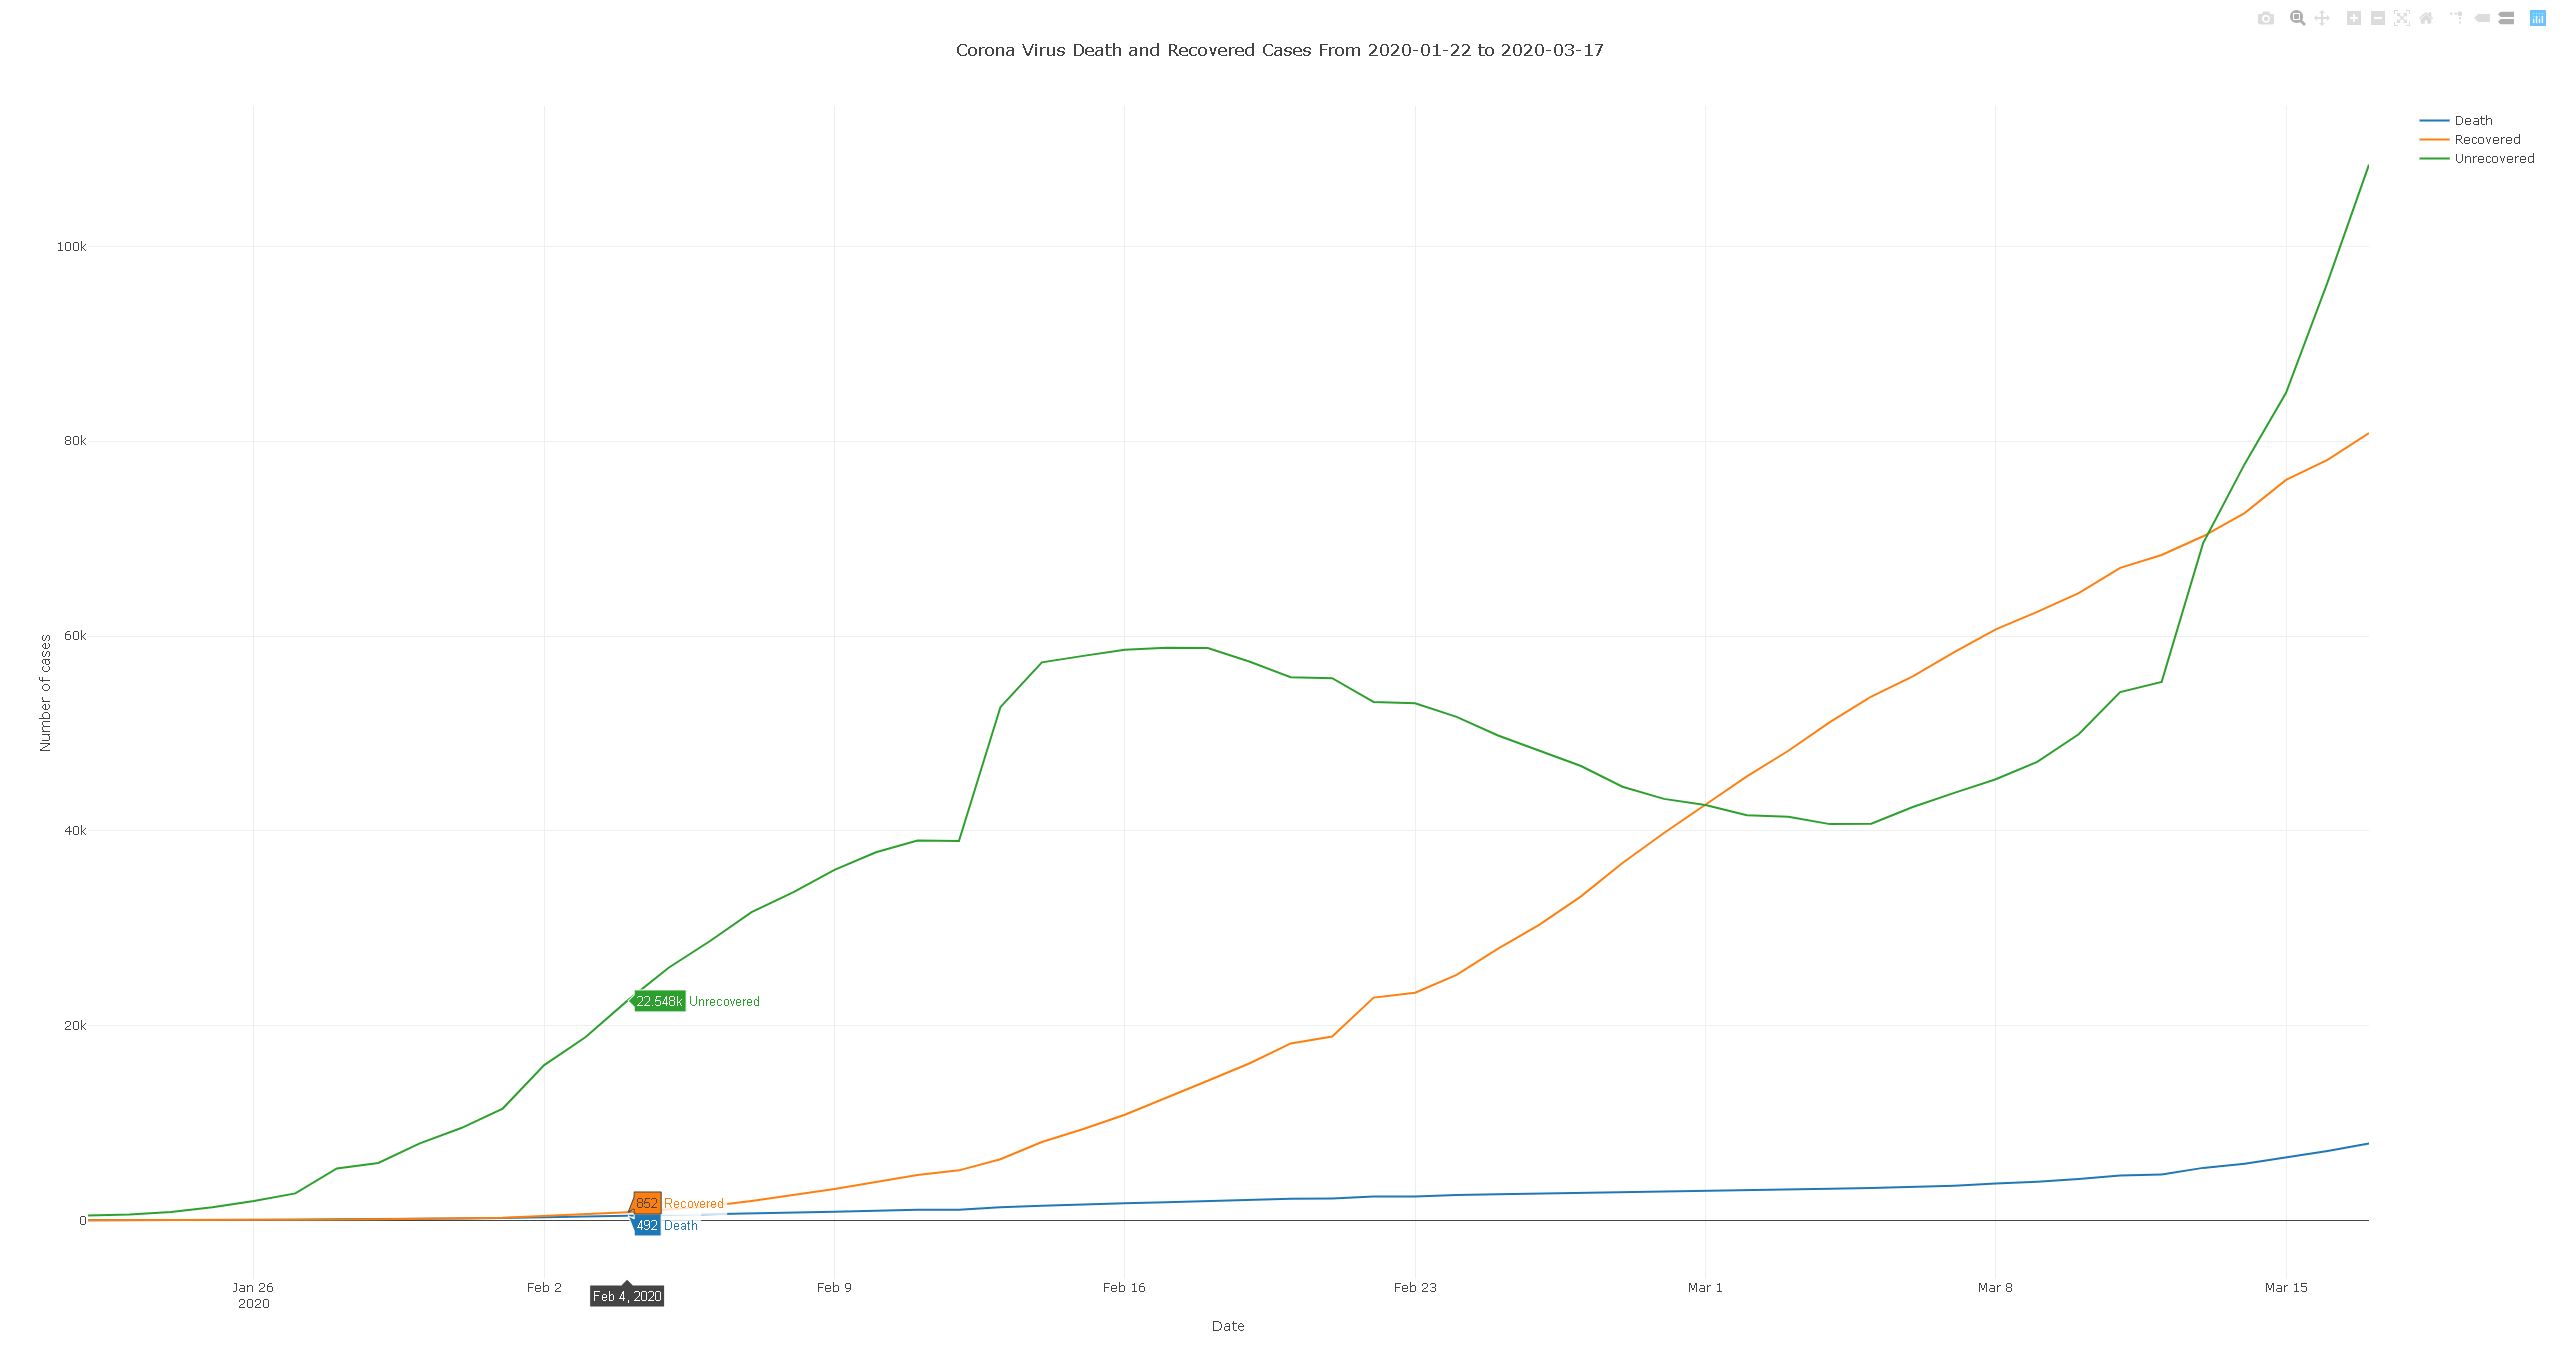 Corona Virus Death and Recovered Cases From 2020-01-22 to 2020-03-17
Death
Recovered
Unrecovered
100k
80k
60k
40k
20k
0
Number of cases
22.548k Unrecovered
852 Recovered
492 Death
Jan 26
2020
Feb 2
Feb 4, 2020
Feb 9
Feb 16
Feb 23
Mar 1
Mar 8
Mar 15
Date